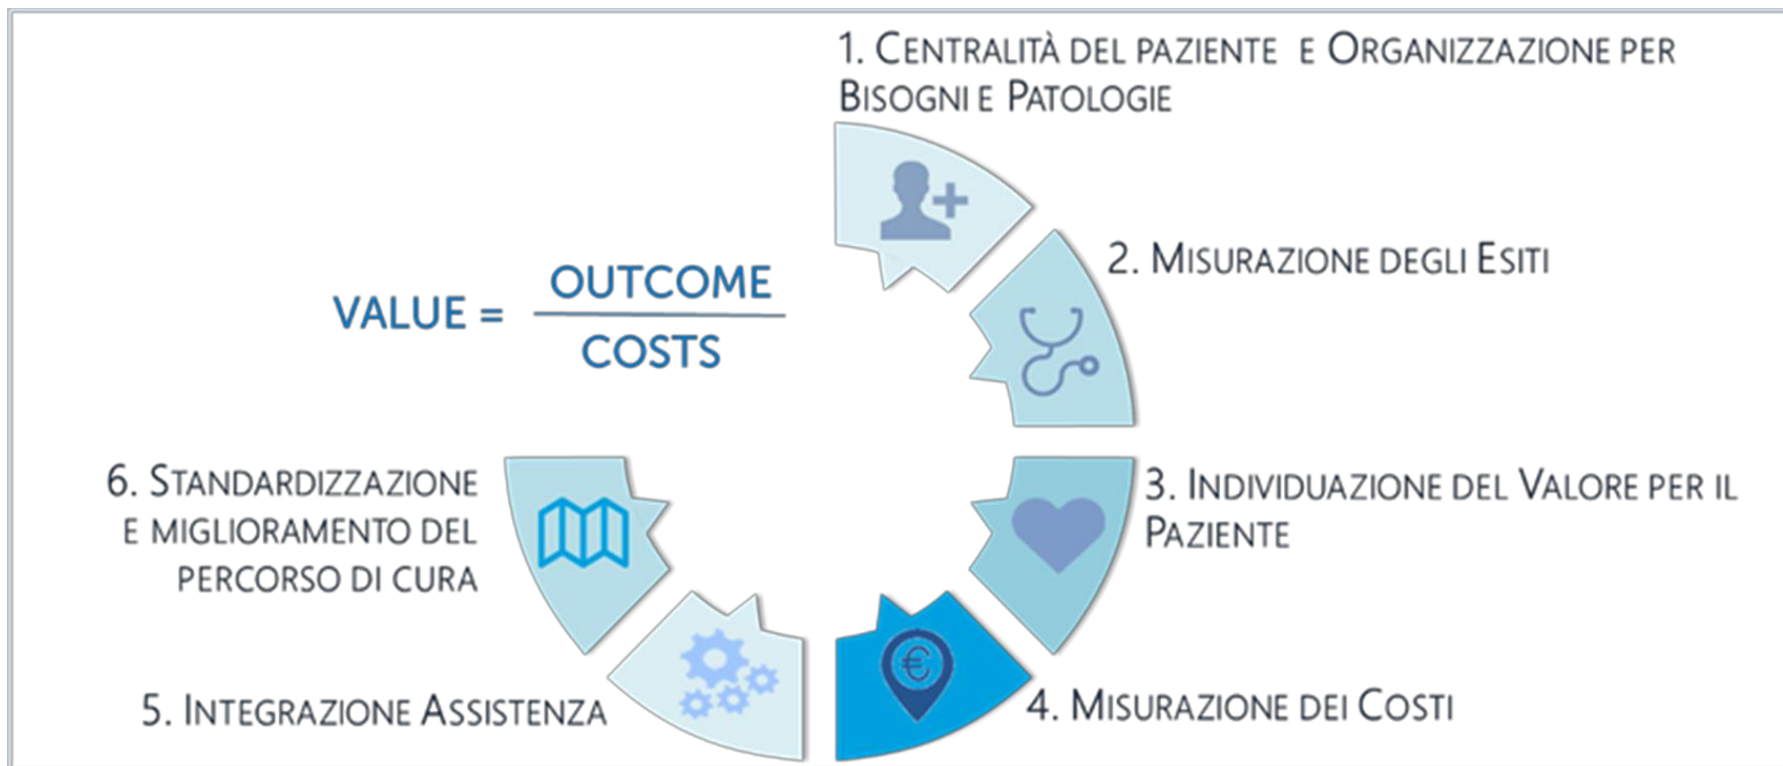 1. Centralità del paziente e Organizzazione per
Bisogni e Patologie
2. Misurazione degli Esiti
VALUE = OUTCOME
COSTS
3. Individuazione del Valore per il
Paziente
6. Standardizzazione
e miglioramento del
percorso di cura
4. Misurazione dei Costi
5. Integrazione Assistenza
€